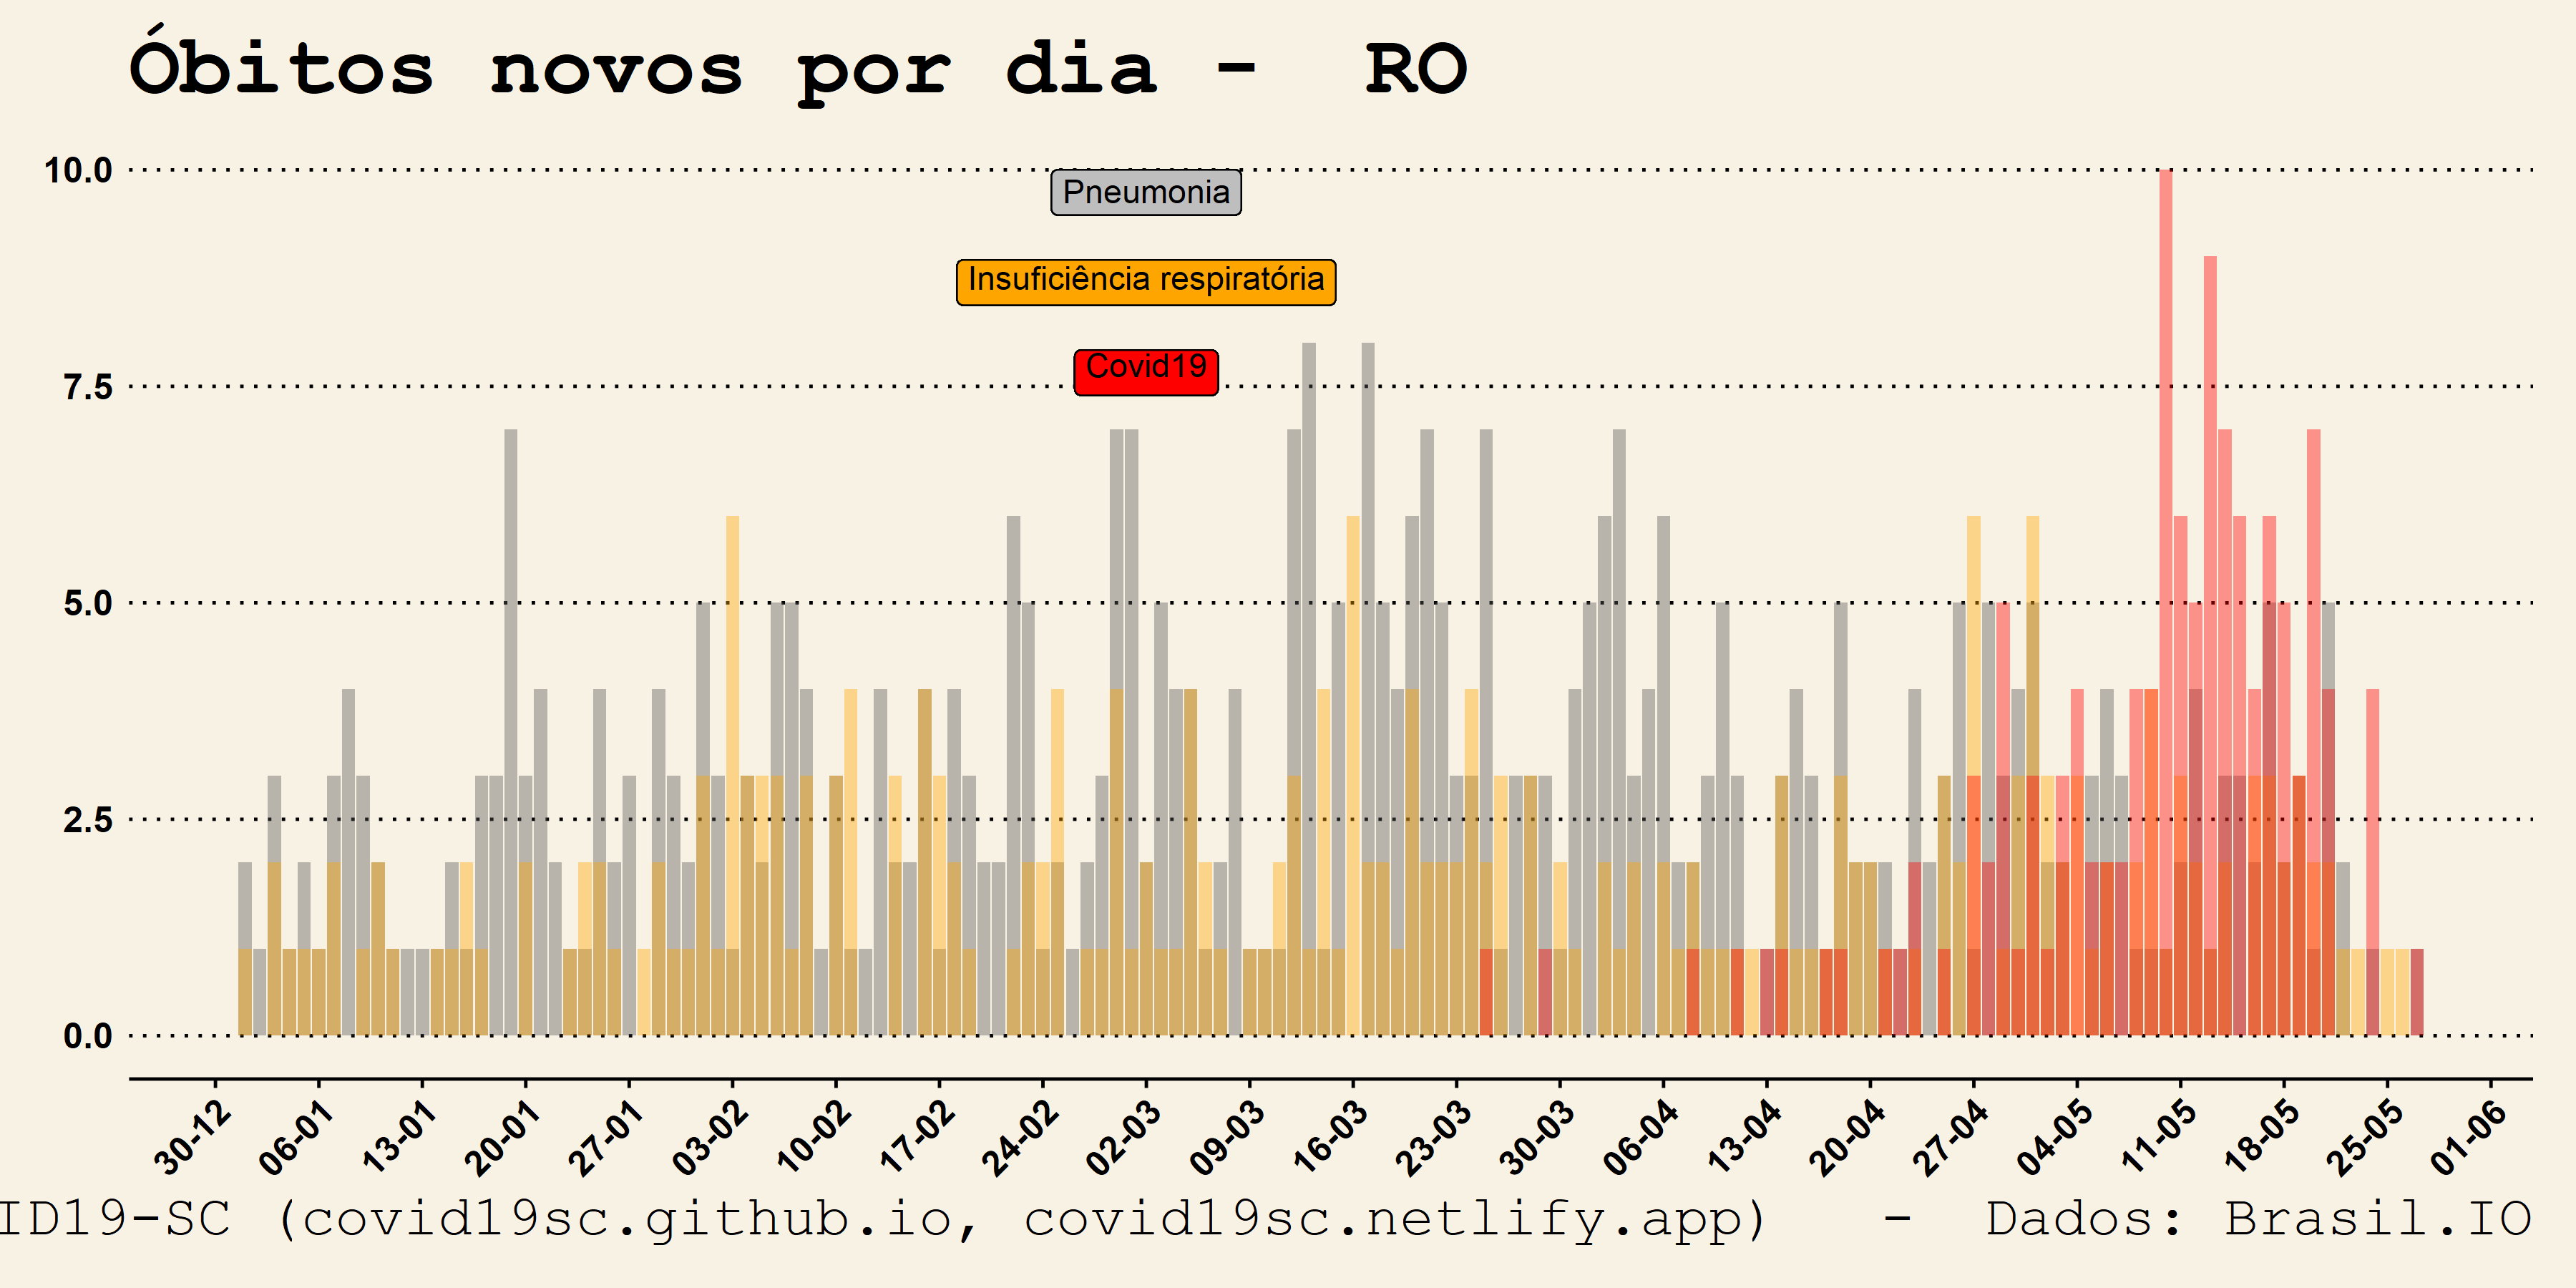 Óbitos novos por dia - RO
10.0
Pneumonia
Insuficiência respiratória
Covid19
7.5
5.0
2.5
0.0
30-12 06-01 13-01 20-01 27-01 03-02 10-02 17-02 24-02 02-03 09-03 16-03 23-03 30-03 06-04 13-04 20-04 27-04 04-05 11-05 18-05 25-05 01-06
ID19-SC (covid19sc.github.io, covid19sc.netlify.app) - Dados: Brasil.IO